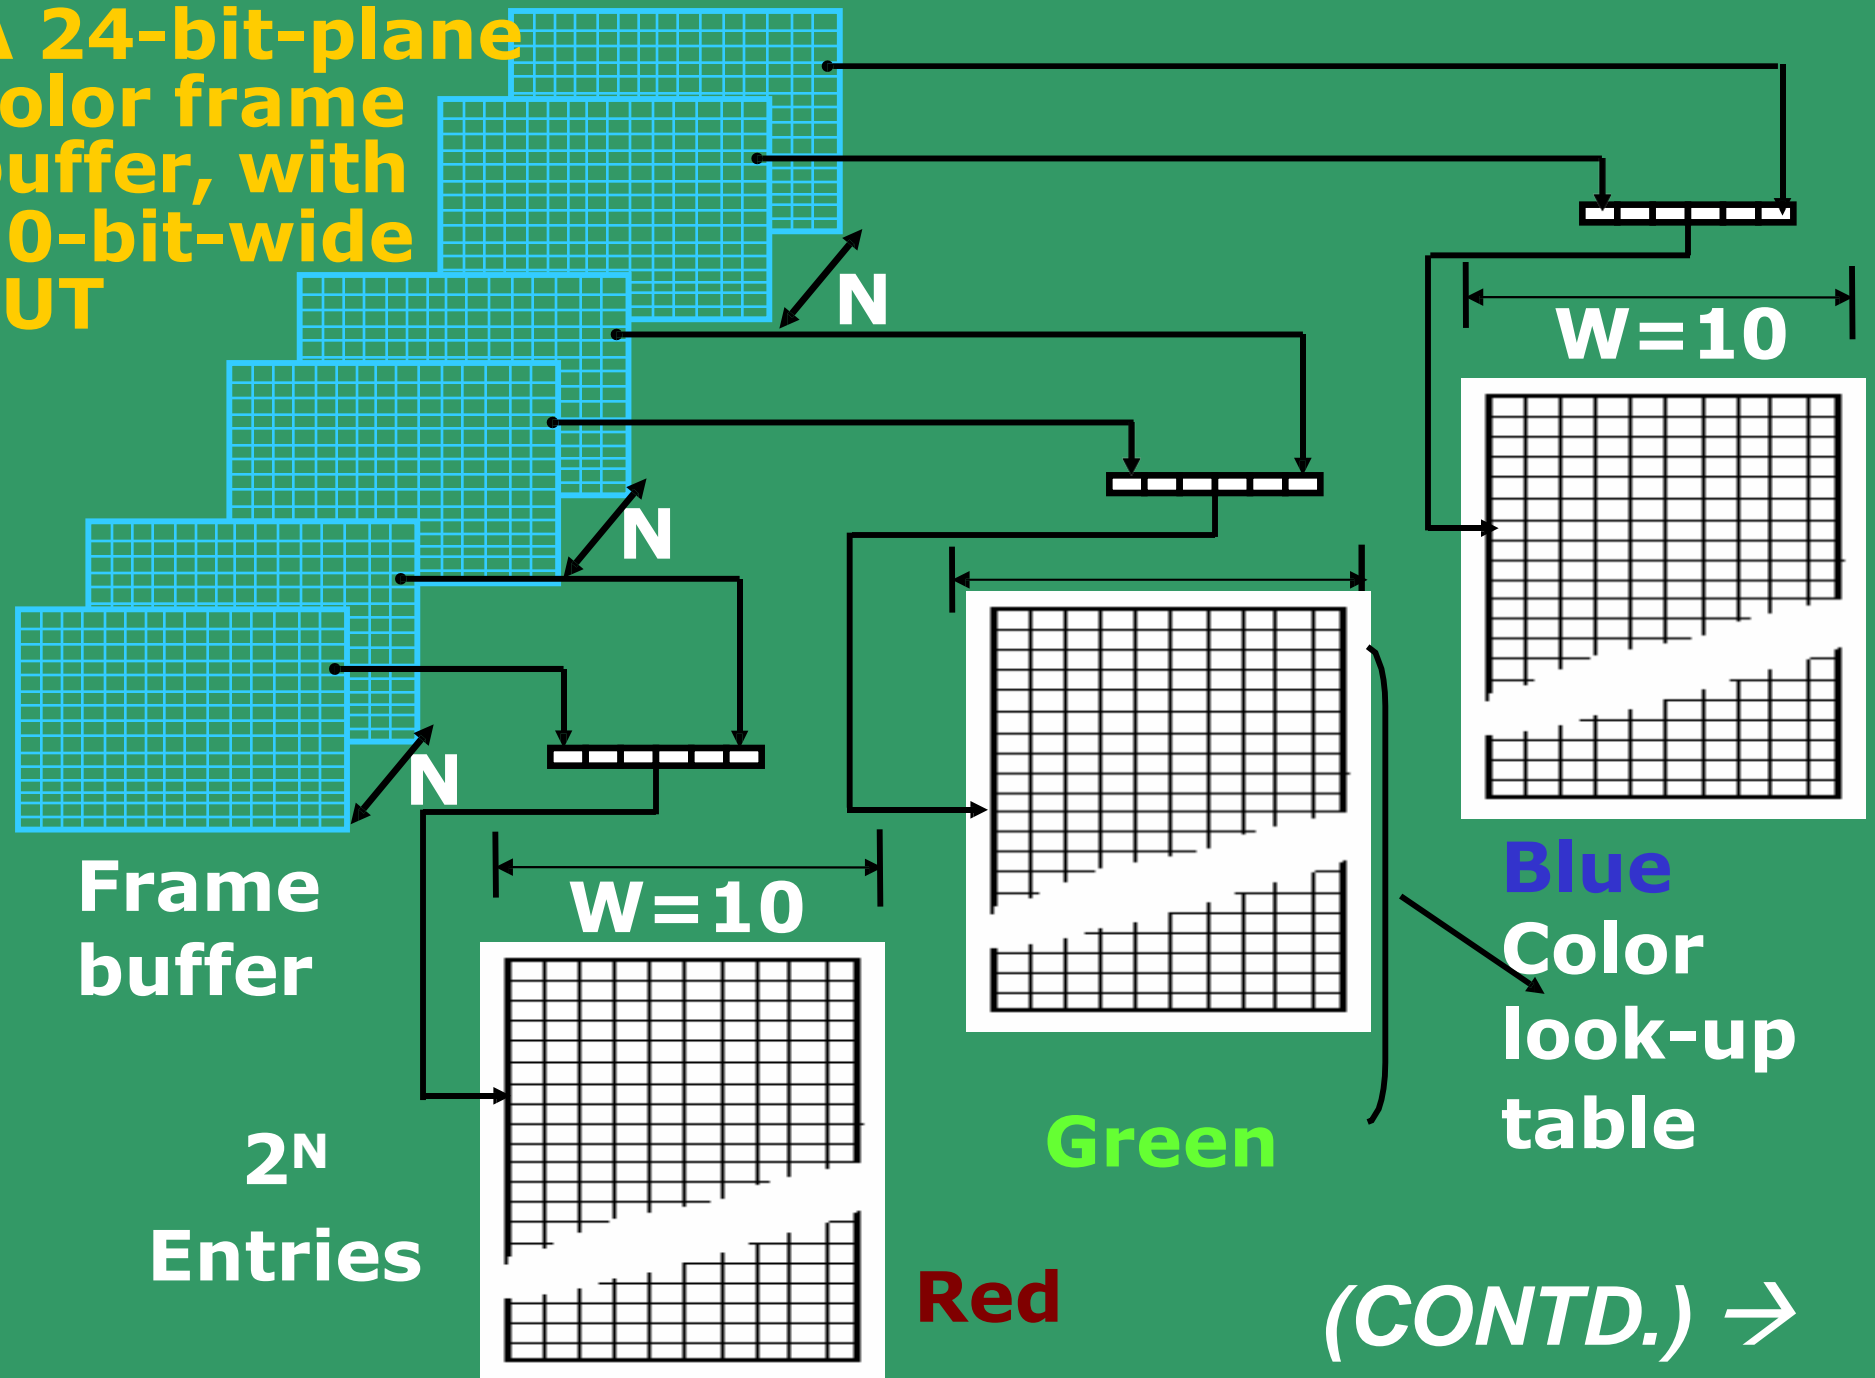 A 24-bit-plane
olor frame
uffer, with
0-bit-wide
UT
N
W=10
N
N
W=10
Frame
buffer
2ᴺ
Entries
Blue
Color
look-up
table
Green
Red
(CONTD.) →